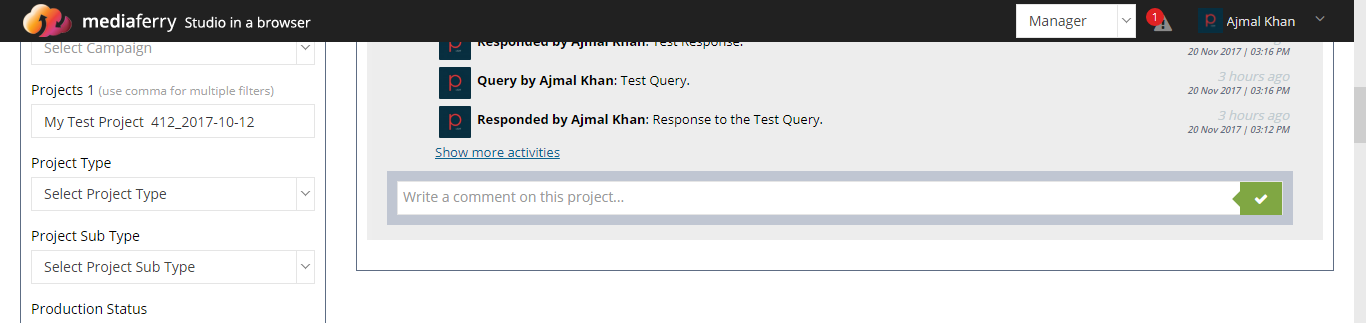 mediaferry Studio in a browser
Manager
1
Ajmal Khan
Select Campaign
Projects 1 (use comma for multiple filters)
My Test Project 412_2017-10-12
Project Type
Select Project Type
Project Sub Type
Select Project Sub Type
Production Status
Responded by Ajmal Khan: Test Response.
20 Nov 2017 | 03:16 PM
Query by Ajmal Khan: Test Query.
3 hours ago
20 Nov 2017 | 03:16 PM
Responded by Ajmal Khan: Response to the Test Query.
3 hours ago
20 Nov 2017 | 03:12 PM
Show more activities
Write a comment on this project...